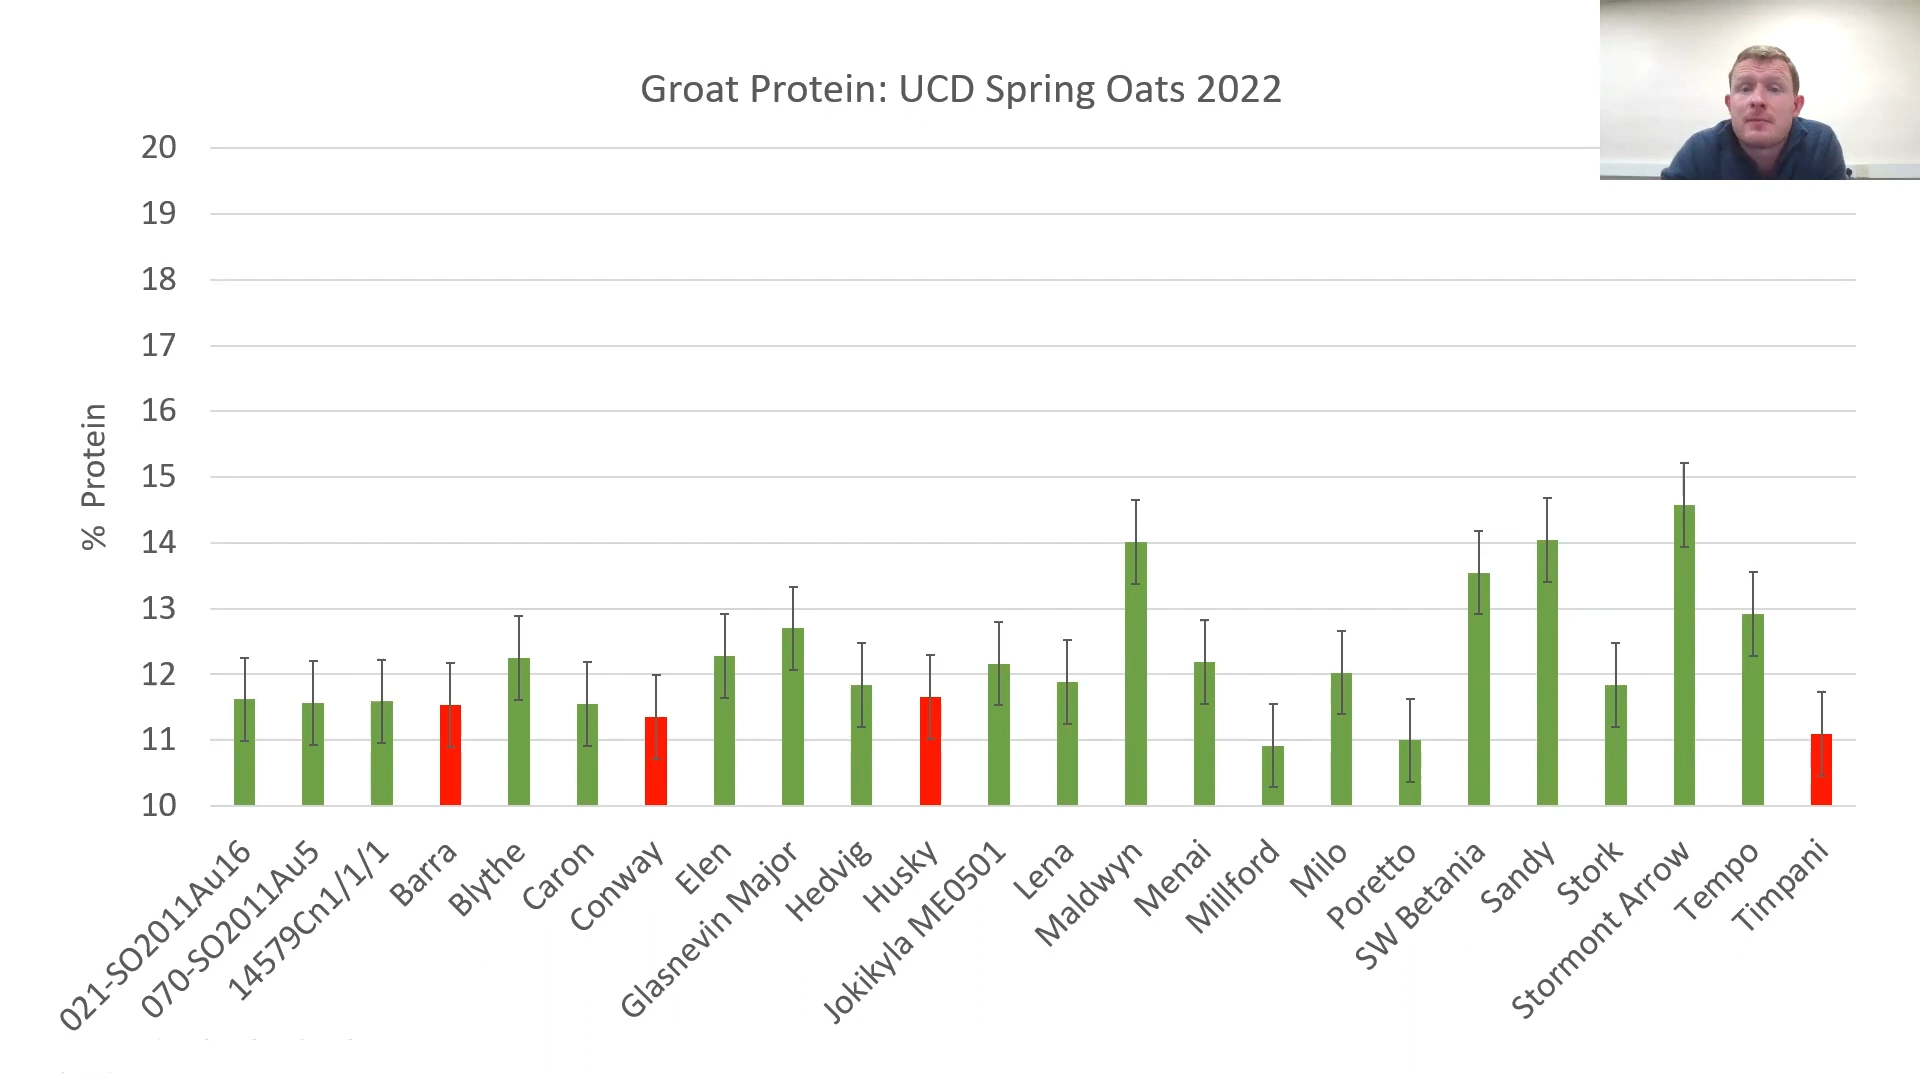 Groat Protein: UCD Spring Oats 2022
20
19
18
17
16
15
14
13
12
11
10
% Protein
021-SO2011Au16
070-SO2011Au5
14579Cn1/1/1
Barra
Blythe
Caron
Conway
Elen
Glasnevin Major
Hedvig
Husky
Jokikyla ME0501
Lena
Maldwyn
Menai
Millford
Milo
Poretto
SW Betania
Sandy
Stork
Stormont Arrow
Tempo
Timpani